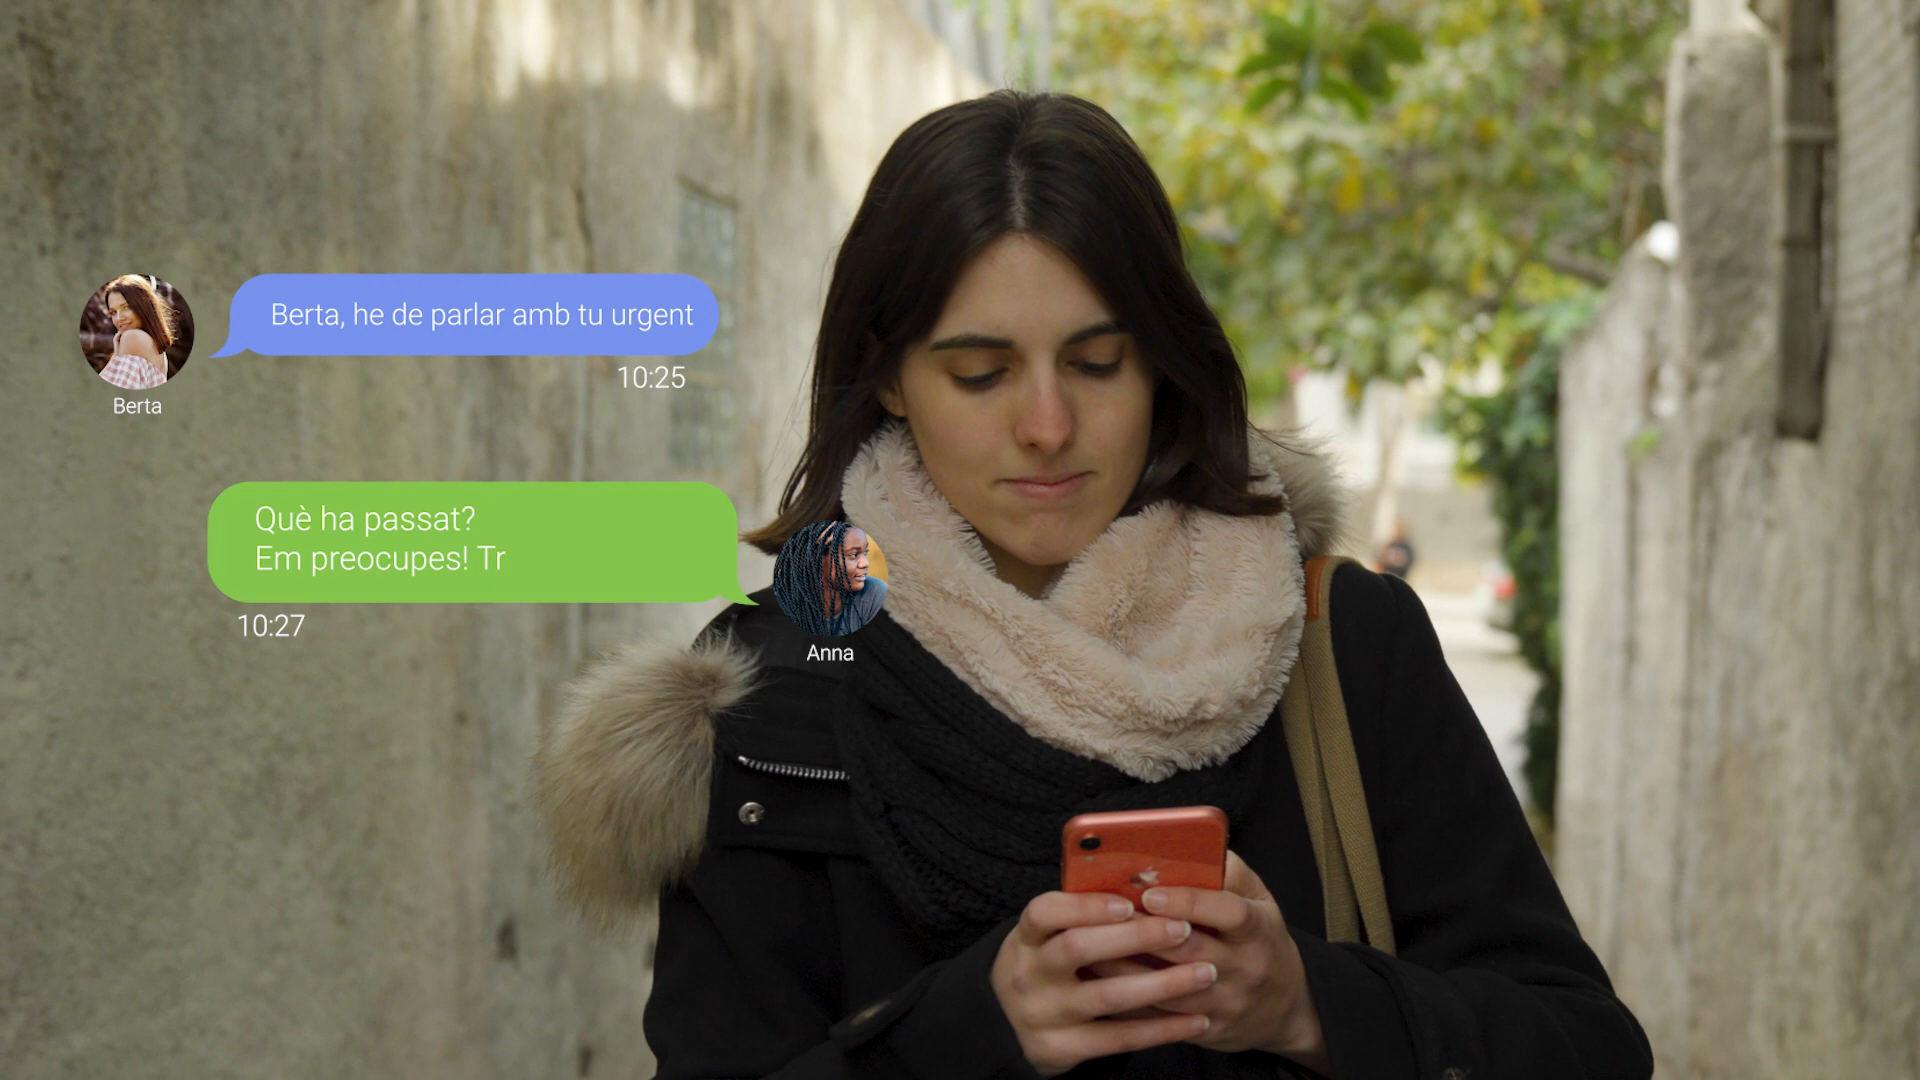 Berta, he de parlar amb tu urgent
10:25
Berta
Què ha passat?
Em preocupes! Tr
10:27
Anna